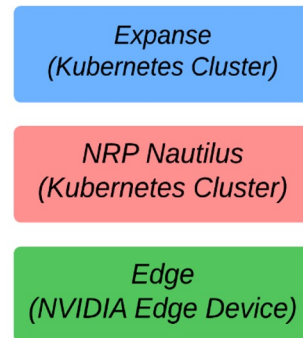 Expanse
(Kubernetes Cluster)
NRP Nautilus
(Kubernetes Cluster)
Edge
(NVIDIA Edge Device)